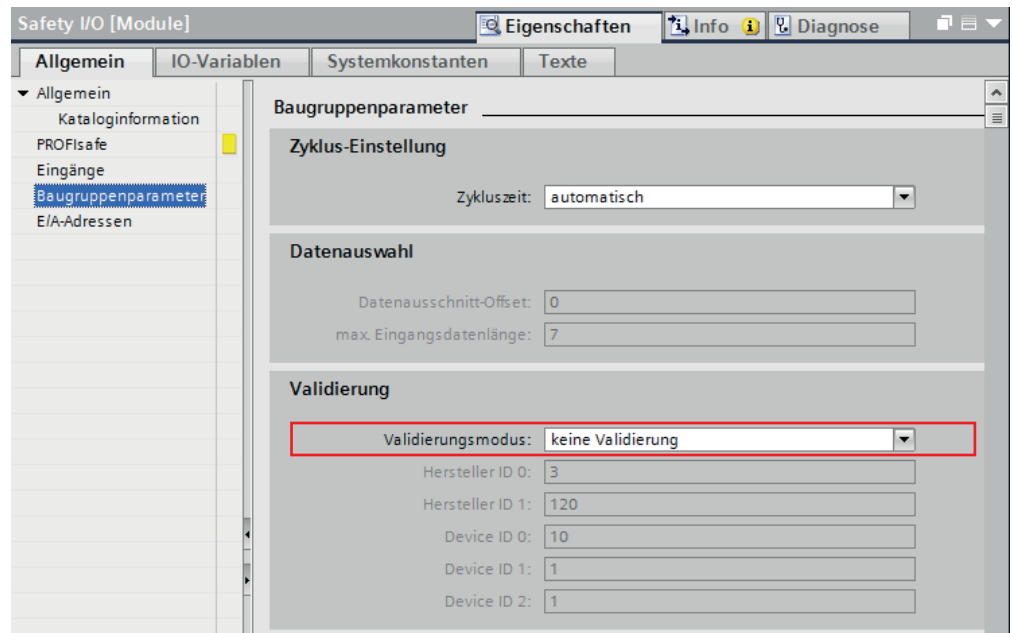 Safety I/O [Module]
Eigenschaften
Info
Diagnose
Allgemein
IO-Variablen
Systemkonstanten
Texte
Allgemein
Kataloginformation
PROFIsafe
Eingänge
Baugruppenparameter
E/A-Adressen
Baugruppenparameter
Zyklus-Einstellung
Zykluszeit: automatisch
Datenauswahl
Datenausschnitt-Offset: 0
max. Eingangsdatenlänge: 7
Validierung
Validierungsmodus: keine Validierung
Hersteller ID 0: 3
Hersteller ID 1: 120
Device ID 0: 10
Device ID 1: 1
Device ID 2: 1